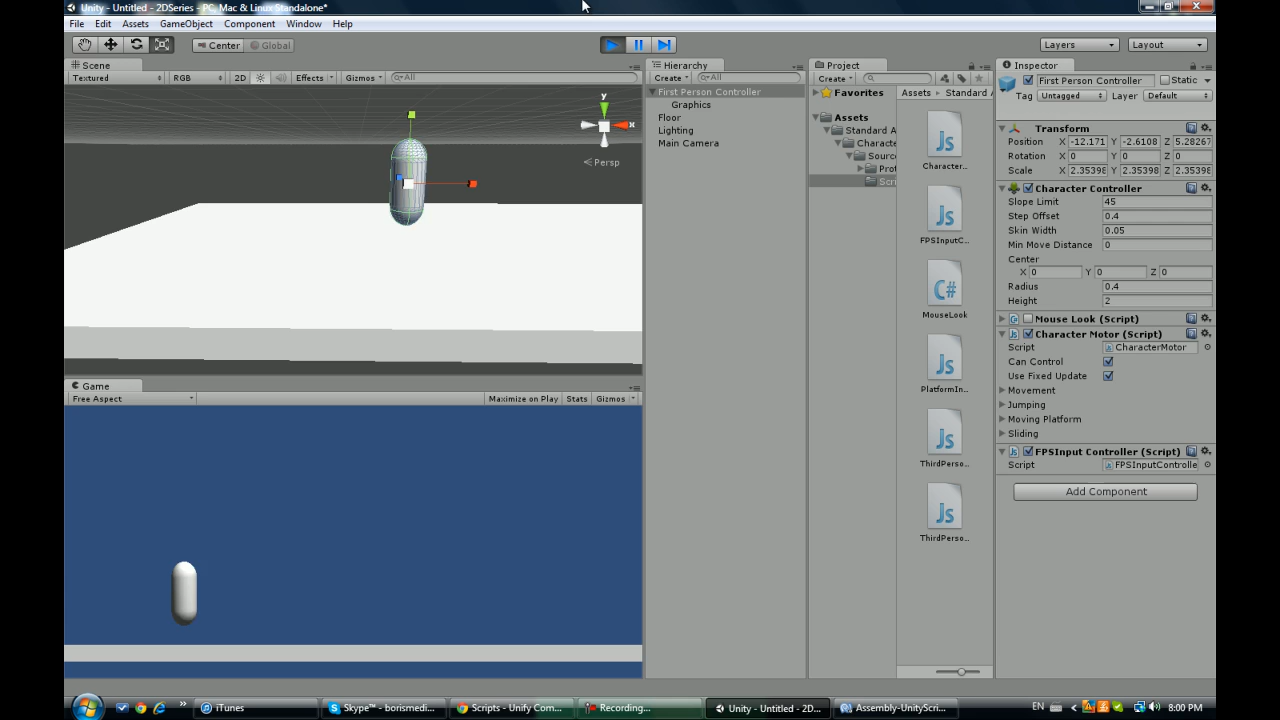 Unity - Untitled - 2DSeries - PC, Mac & Linux Standalone*
File Edit Assets GameObject Component Window Help
Center Global Layers Layout
Scene Hierarchy Project Inspector
Textured RGB 2D Effects Gizmos All
Create All
Create
First Person Controller Static
Tag Untagged Layer Default
First Person Controller
Graphics
Floor
Lighting
Main Camera
Favorites
Assets
Standard A
Characte
Sourc
Prot
Scri
Assets Standard A
Character...
FPSInputC...
MouseLook
PlatformIn...
ThirdPerso...
ThirdPerso...
y
x
Persp
Transform
Position X -12.171 Y -2.6108 Z 5.28267
Rotation X 0 Y 0 Z 0
Scale X 2.35398 Y 2.35398 Z 2.35398
Character Controller
Slope Limit 45
Step Offset 0.4
Skin Width 0.05
Min Move Distance 0
Center
X 0 Y 0 Z 0
Radius 0.4
Height 2
Mouse Look (Script)
Character Motor (Script)
Script CharacterMotor
Can Control
Use Fixed Update
Movement
Jumping
Moving Platform
Sliding
FPSInput Controller (Script)
Script FPSInputControlle
Add Component
Game
Free Aspect Maximize on Play Stats Gizmos
iTunes Skype™ - borismedi... Scripts - Unify Com... Recording... Unity - Untitled - 2D... Assembly-UnityScri... EN 8:00 PM